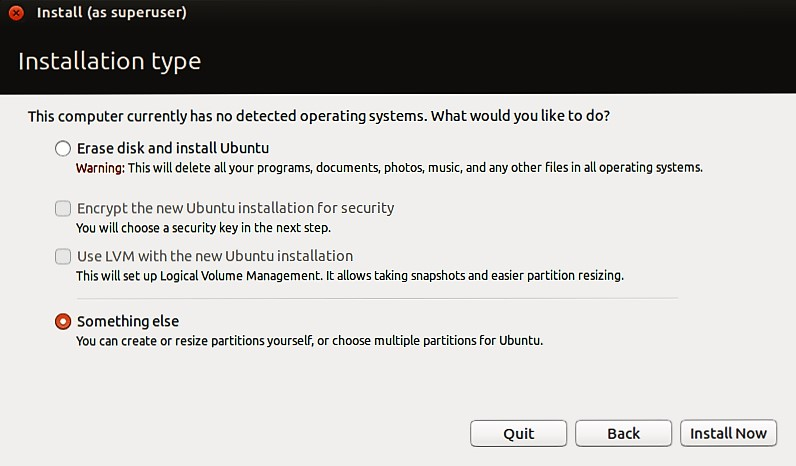 Install (as superuser)
Installation type
This computer currently has no detected operating systems. What would you like to do?
Erase disk and install Ubuntu
Warning: This will delete all your programs, documents, photos, music, and any other files in all operating systems.
Encrypt the new Ubuntu installation for security
You will choose a security key in the next step.
Use LVM with the new Ubuntu installation
This will set up Logical Volume Management. It allows taking snapshots and easier partition resizing.
Something else
You can create or resize partitions yourself, or choose multiple partitions for Ubuntu.
Quit Back Install Now